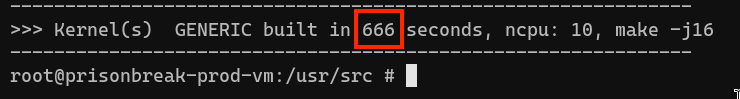 --------------------------------------------------------------
>>> Kernel(s)  GENERIC built in 666 seconds, ncpu: 10, make -j16
--------------------------------------------------------------
root@prisonbreak-prod-vm:/usr/src #